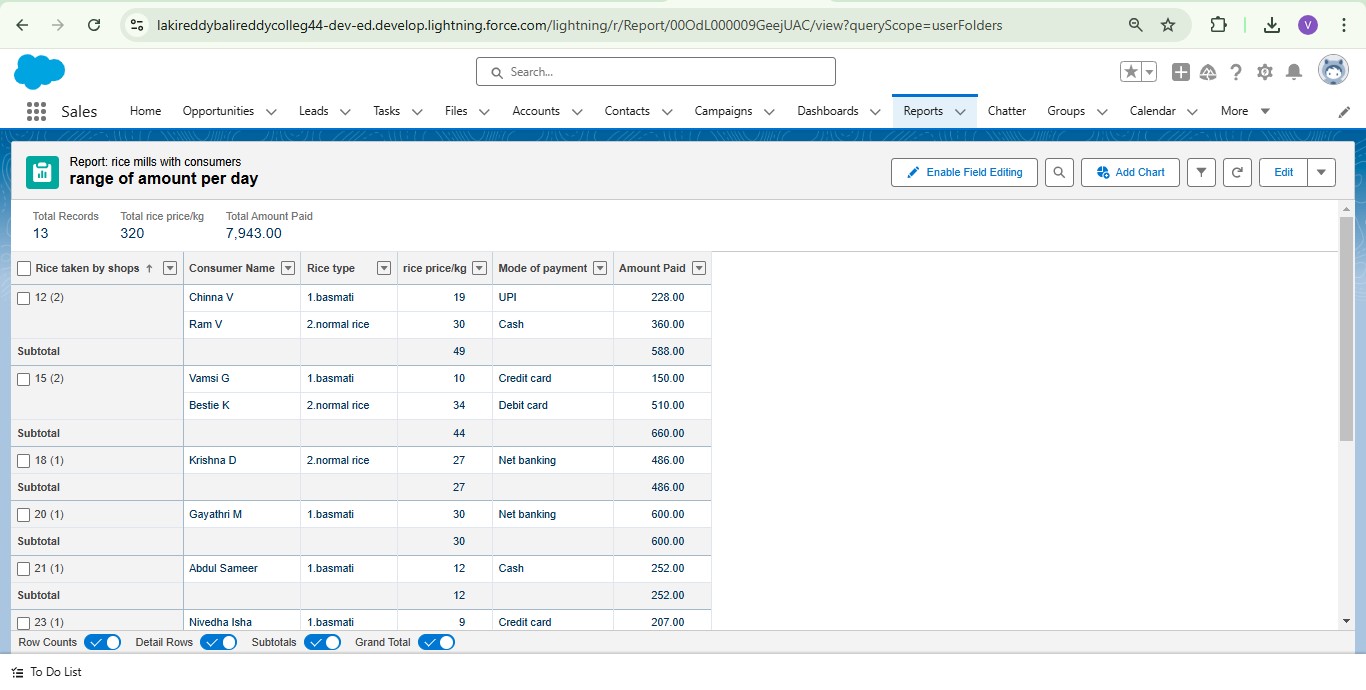 lakireddybalireddycolleg44-dev-ed.develop.lightning.force.com/lightning/r/Report/00OdL000009GeejUAC/view?queryScope=userFolders
V
Search...
Sales Home Opportunities Leads Tasks Files Accounts Contacts Campaigns Dashboards Reports Chatter Groups Calendar More
Report: rice mills with consumers
range of amount per day
Enable Field Editing Add Chart Edit
Total Records Total rice price/kg Total Amount Paid
13 320 7,943.00
Rice taken by shops ↑ Consumer Name Rice type rice price/kg Mode of payment Amount Paid
12 (2) Chinna V 1.basmati 19 UPI 228.00
Ram V 2.normal rice 30 Cash 360.00
Subtotal 49 588.00
15 (2) Vamsi G 1.basmati 10 Credit card 150.00
Bestie K 2.normal rice 34 Debit card 510.00
Subtotal 44 660.00
18 (1) Krishna D 2.normal rice 27 Net banking 486.00
Subtotal 27 486.00
20 (1) Gayathri M 1.basmati 30 Net banking 600.00
Subtotal 30 600.00
21 (1) Abdul Sameer 1.basmati 12 Cash 252.00
Subtotal 12 252.00
23 (1) Nivedha Isha 1.basmati 9 Credit card 207.00
Row Counts Detail Rows Subtotals Grand Total
To Do List